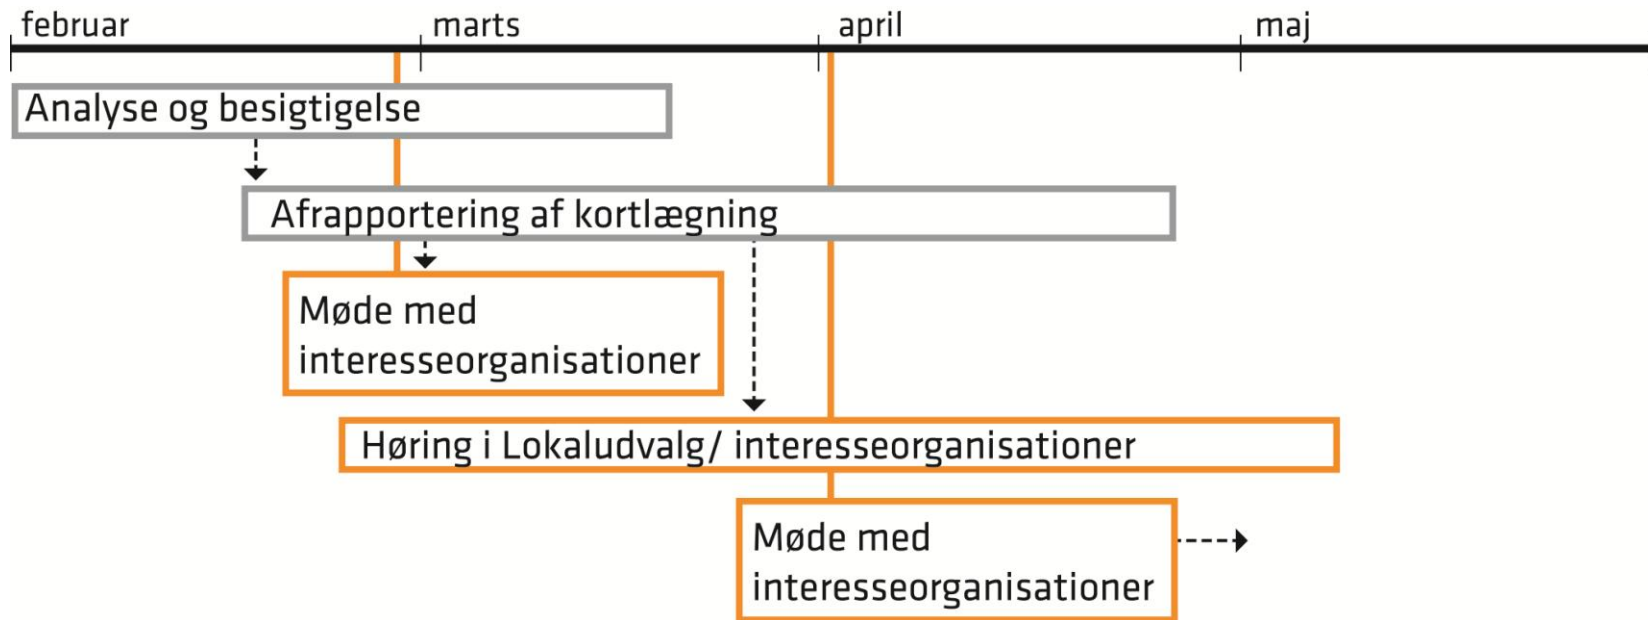 februar
marts
april
maj
Analyse og besigtigelse
Afrapportering af kortlægning
Møde med
interesseorganisationer
Høring i Lokaludvalg/ interesseorganisationer
Møde med
interesseorganisationer